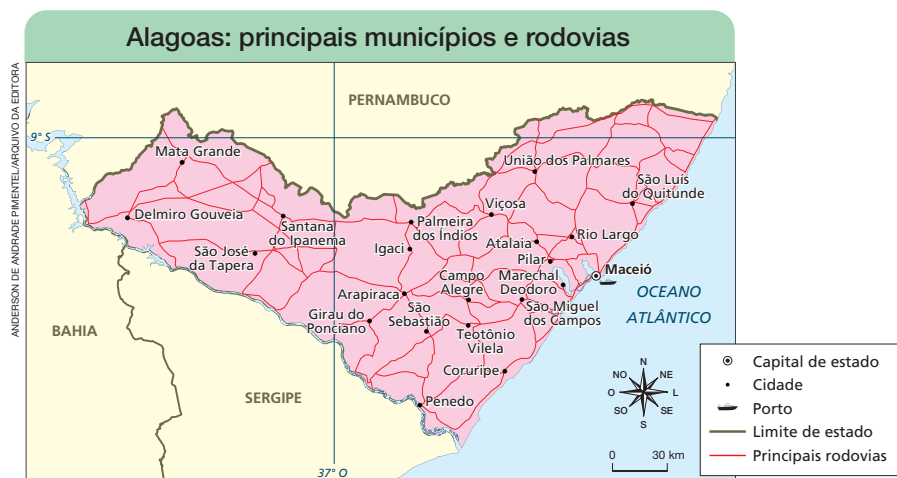 Alagoas: principais municípios e rodovias
ANDERSON DE ANDRADE PIMENTEL/ARQUIVO DA EDITORA
PERNAMBUCO
9° S
Mata Grande
União dos Palmares
São Luís
do Quitunde
Delmiro Gouveia
Santana
do Ipanema
Palmeira
dos Índios
Viçosa
Rio Largo
Atalaia
Igaci
São José
da Tapera
Pilar
Maceió
Campo
Alegre
Marechal
Deodoro
Arapiraca
São
Sebastião
São Miguel
dos Campos
Girau do
Ponciano
Teotônio
Vilela
OCEANO
ATLÂNTICO
BAHIA
Coruripe
SERGIPE
Penedo
37° O
N
NO
NE
O
L
SO
SE
S
0 30 km
Capital de estado
Cidade
Porto
Limite de estado
Principais rodovias